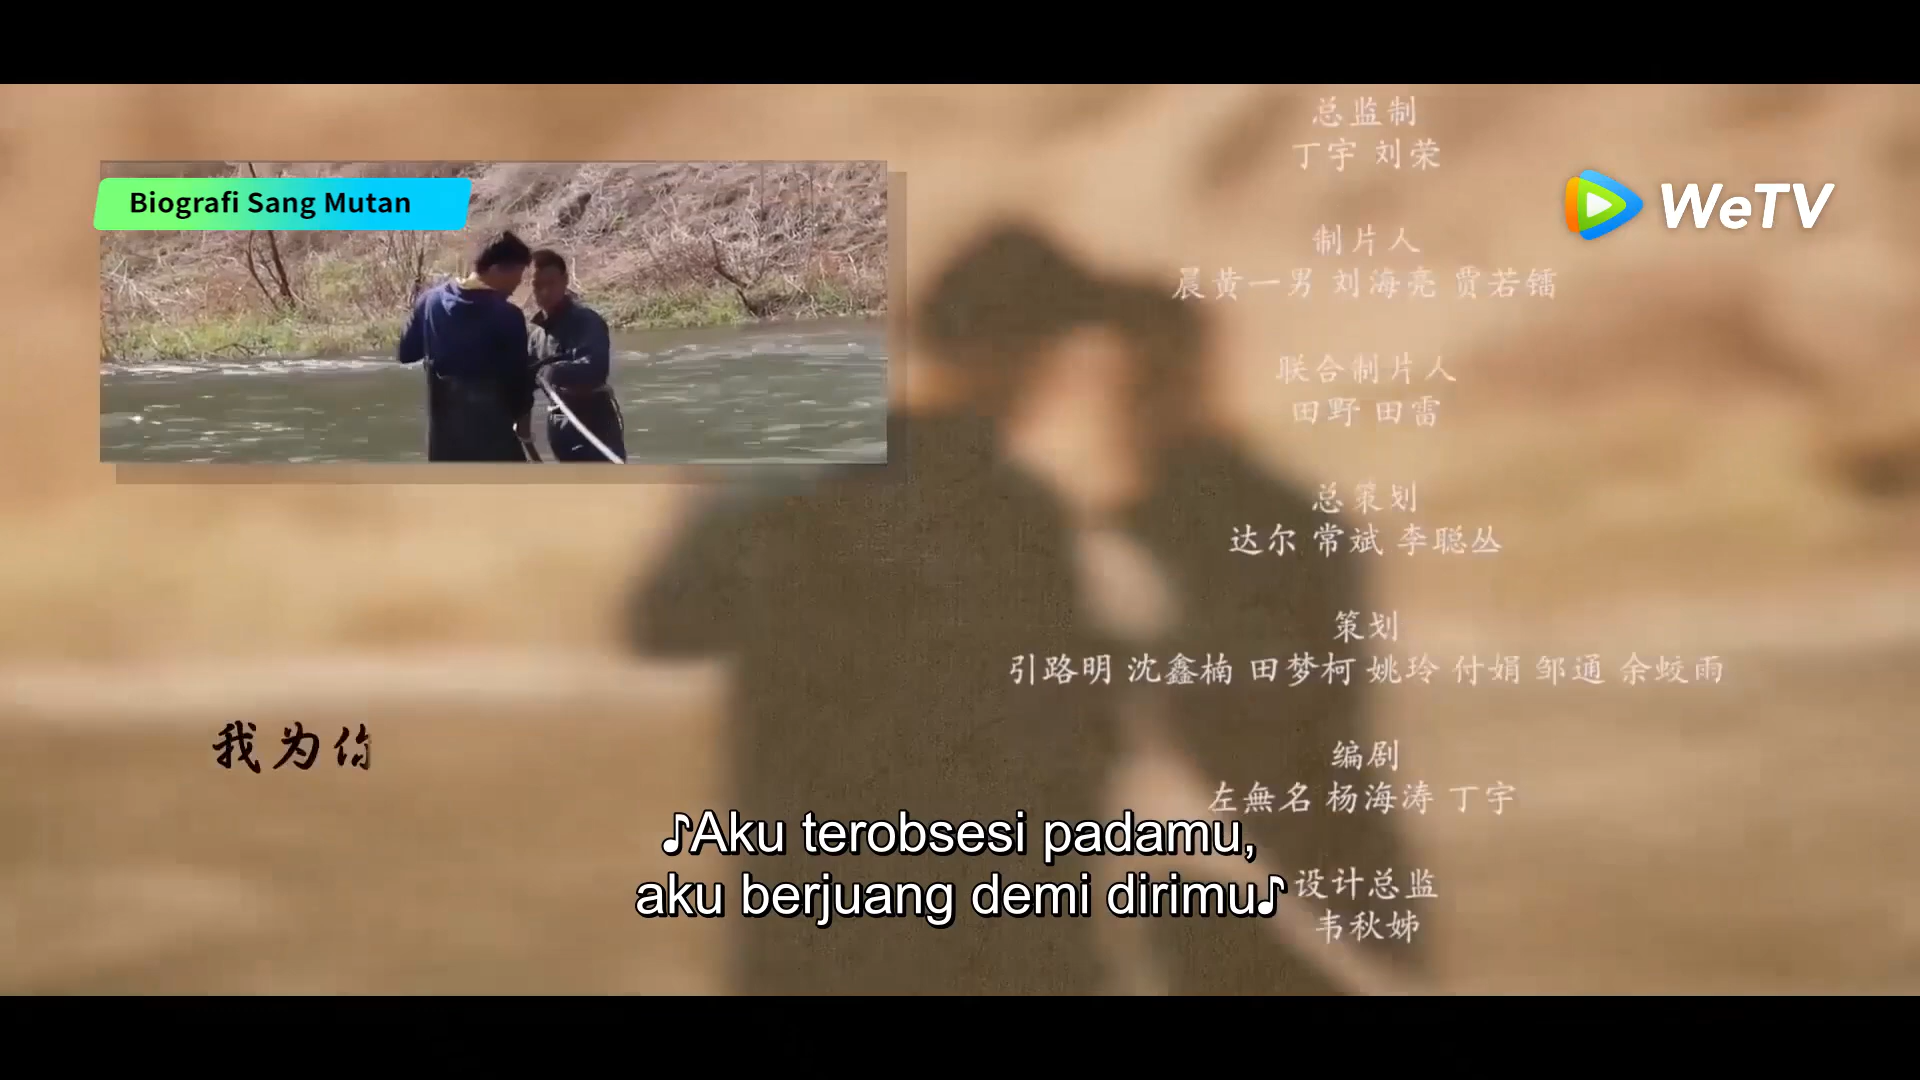 总监制
丁宇 刘荣
Biografi Sang Mutan
WeTV
制片人
晨黄一男 刘海亮 贾若镭
联合制片人
田野 田雷
总策划
达尔 常斌 李聪丛
策划
引路明 沈鑫楠 田梦柯 姚玲 付娟 邹通 余蛟雨
我为你
编剧
左無名 杨海涛 丁宇
♪Aku terobsesi padamu,
aku berjuang demi dirimu♪
设计总监
韦秋姊